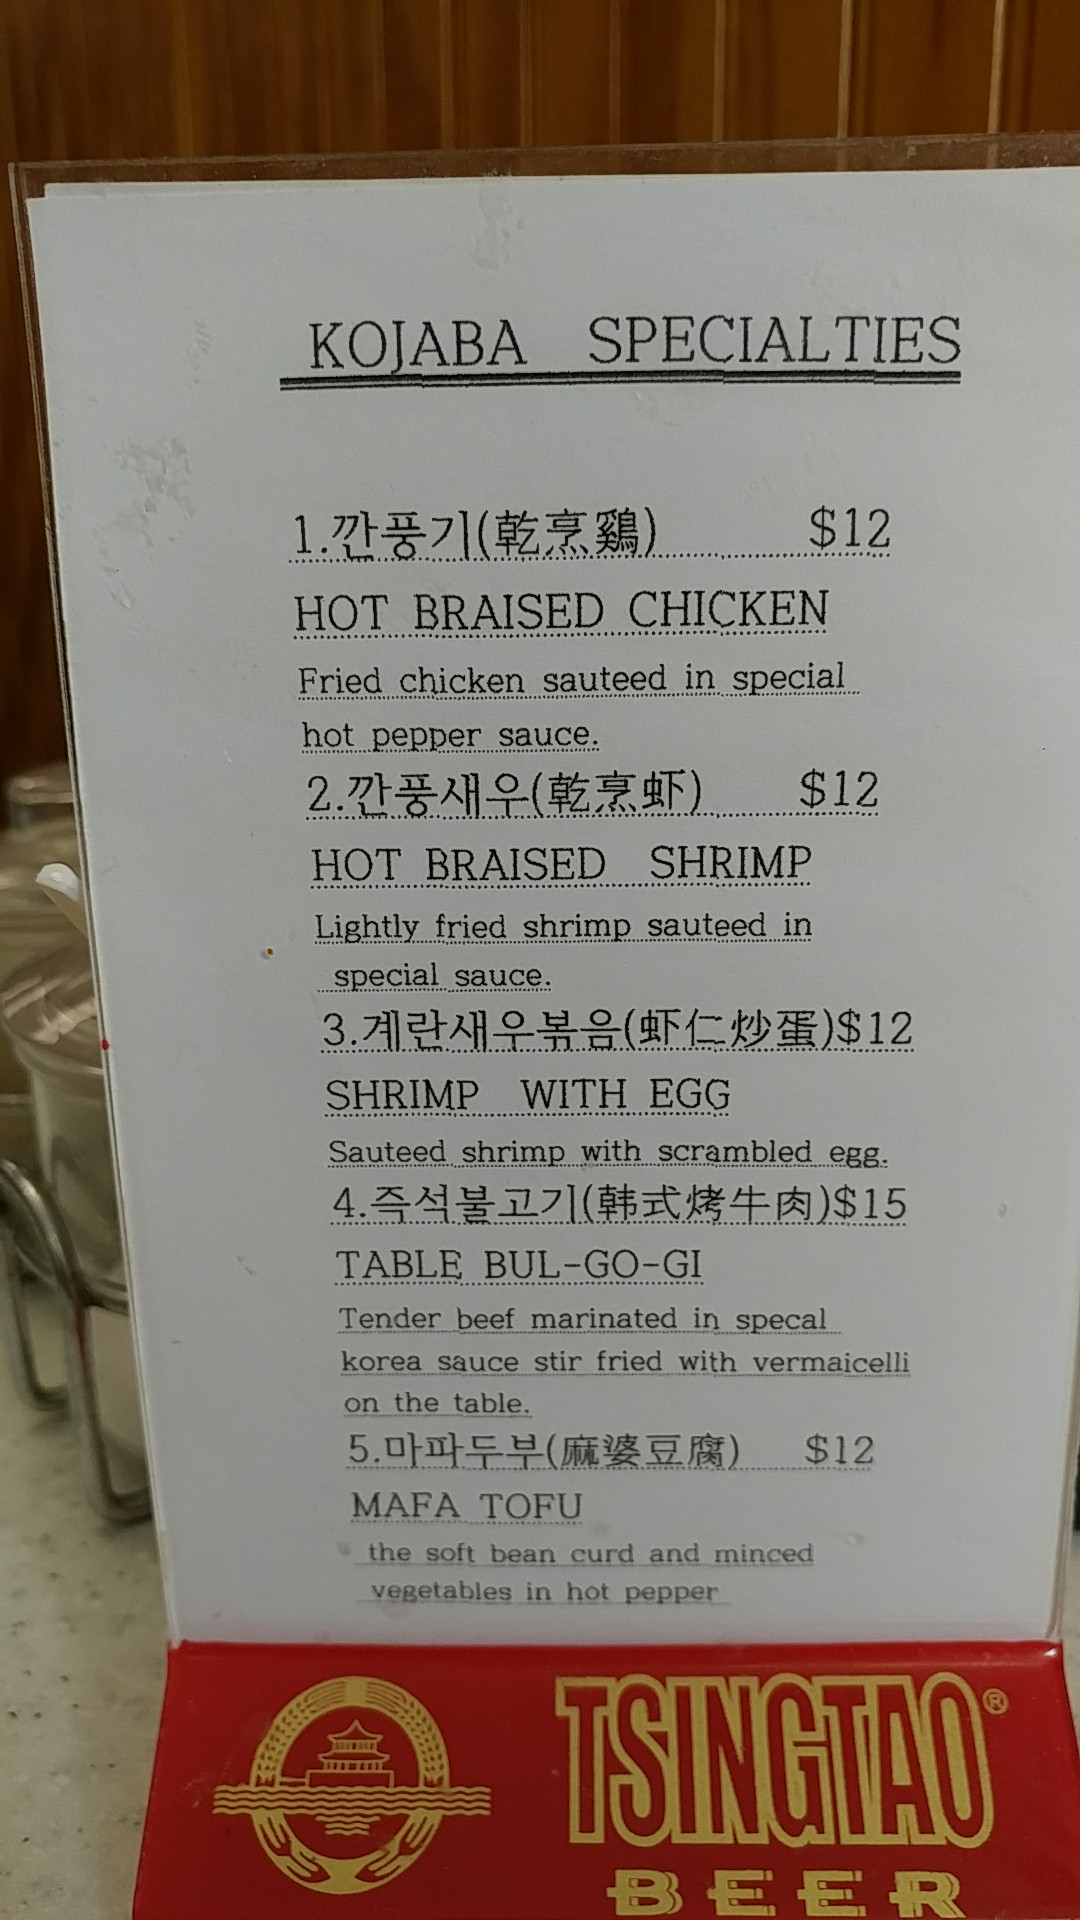 KOJABA SPECIALTIES
1.깐풍기(乾烹鷄) $12
HOT BRAISED CHICKEN
Fried chicken sauteed in special
hot pepper sauce.
2.깐풍새우(乾烹虾) $12
HOT BRAISED SHRIMP
Lightly fried shrimp sauteed in
special sauce.
3.계란새우볶음(虾仁炒蛋)$12
SHRIMP WITH EGG
Sauteed shrimp with scrambled egg.
4.즉석불고기(韩式烤牛肉)$15
TABLE BUL-GO-GI
Tender beef marinated in specal
korea sauce stir fried with vermaicelli
on the table.
5.마파두부(麻婆豆腐) $12
MAFA TOFU
the soft bean curd and minced
vegetables in hot pepper
TSINGTAO®
BEER